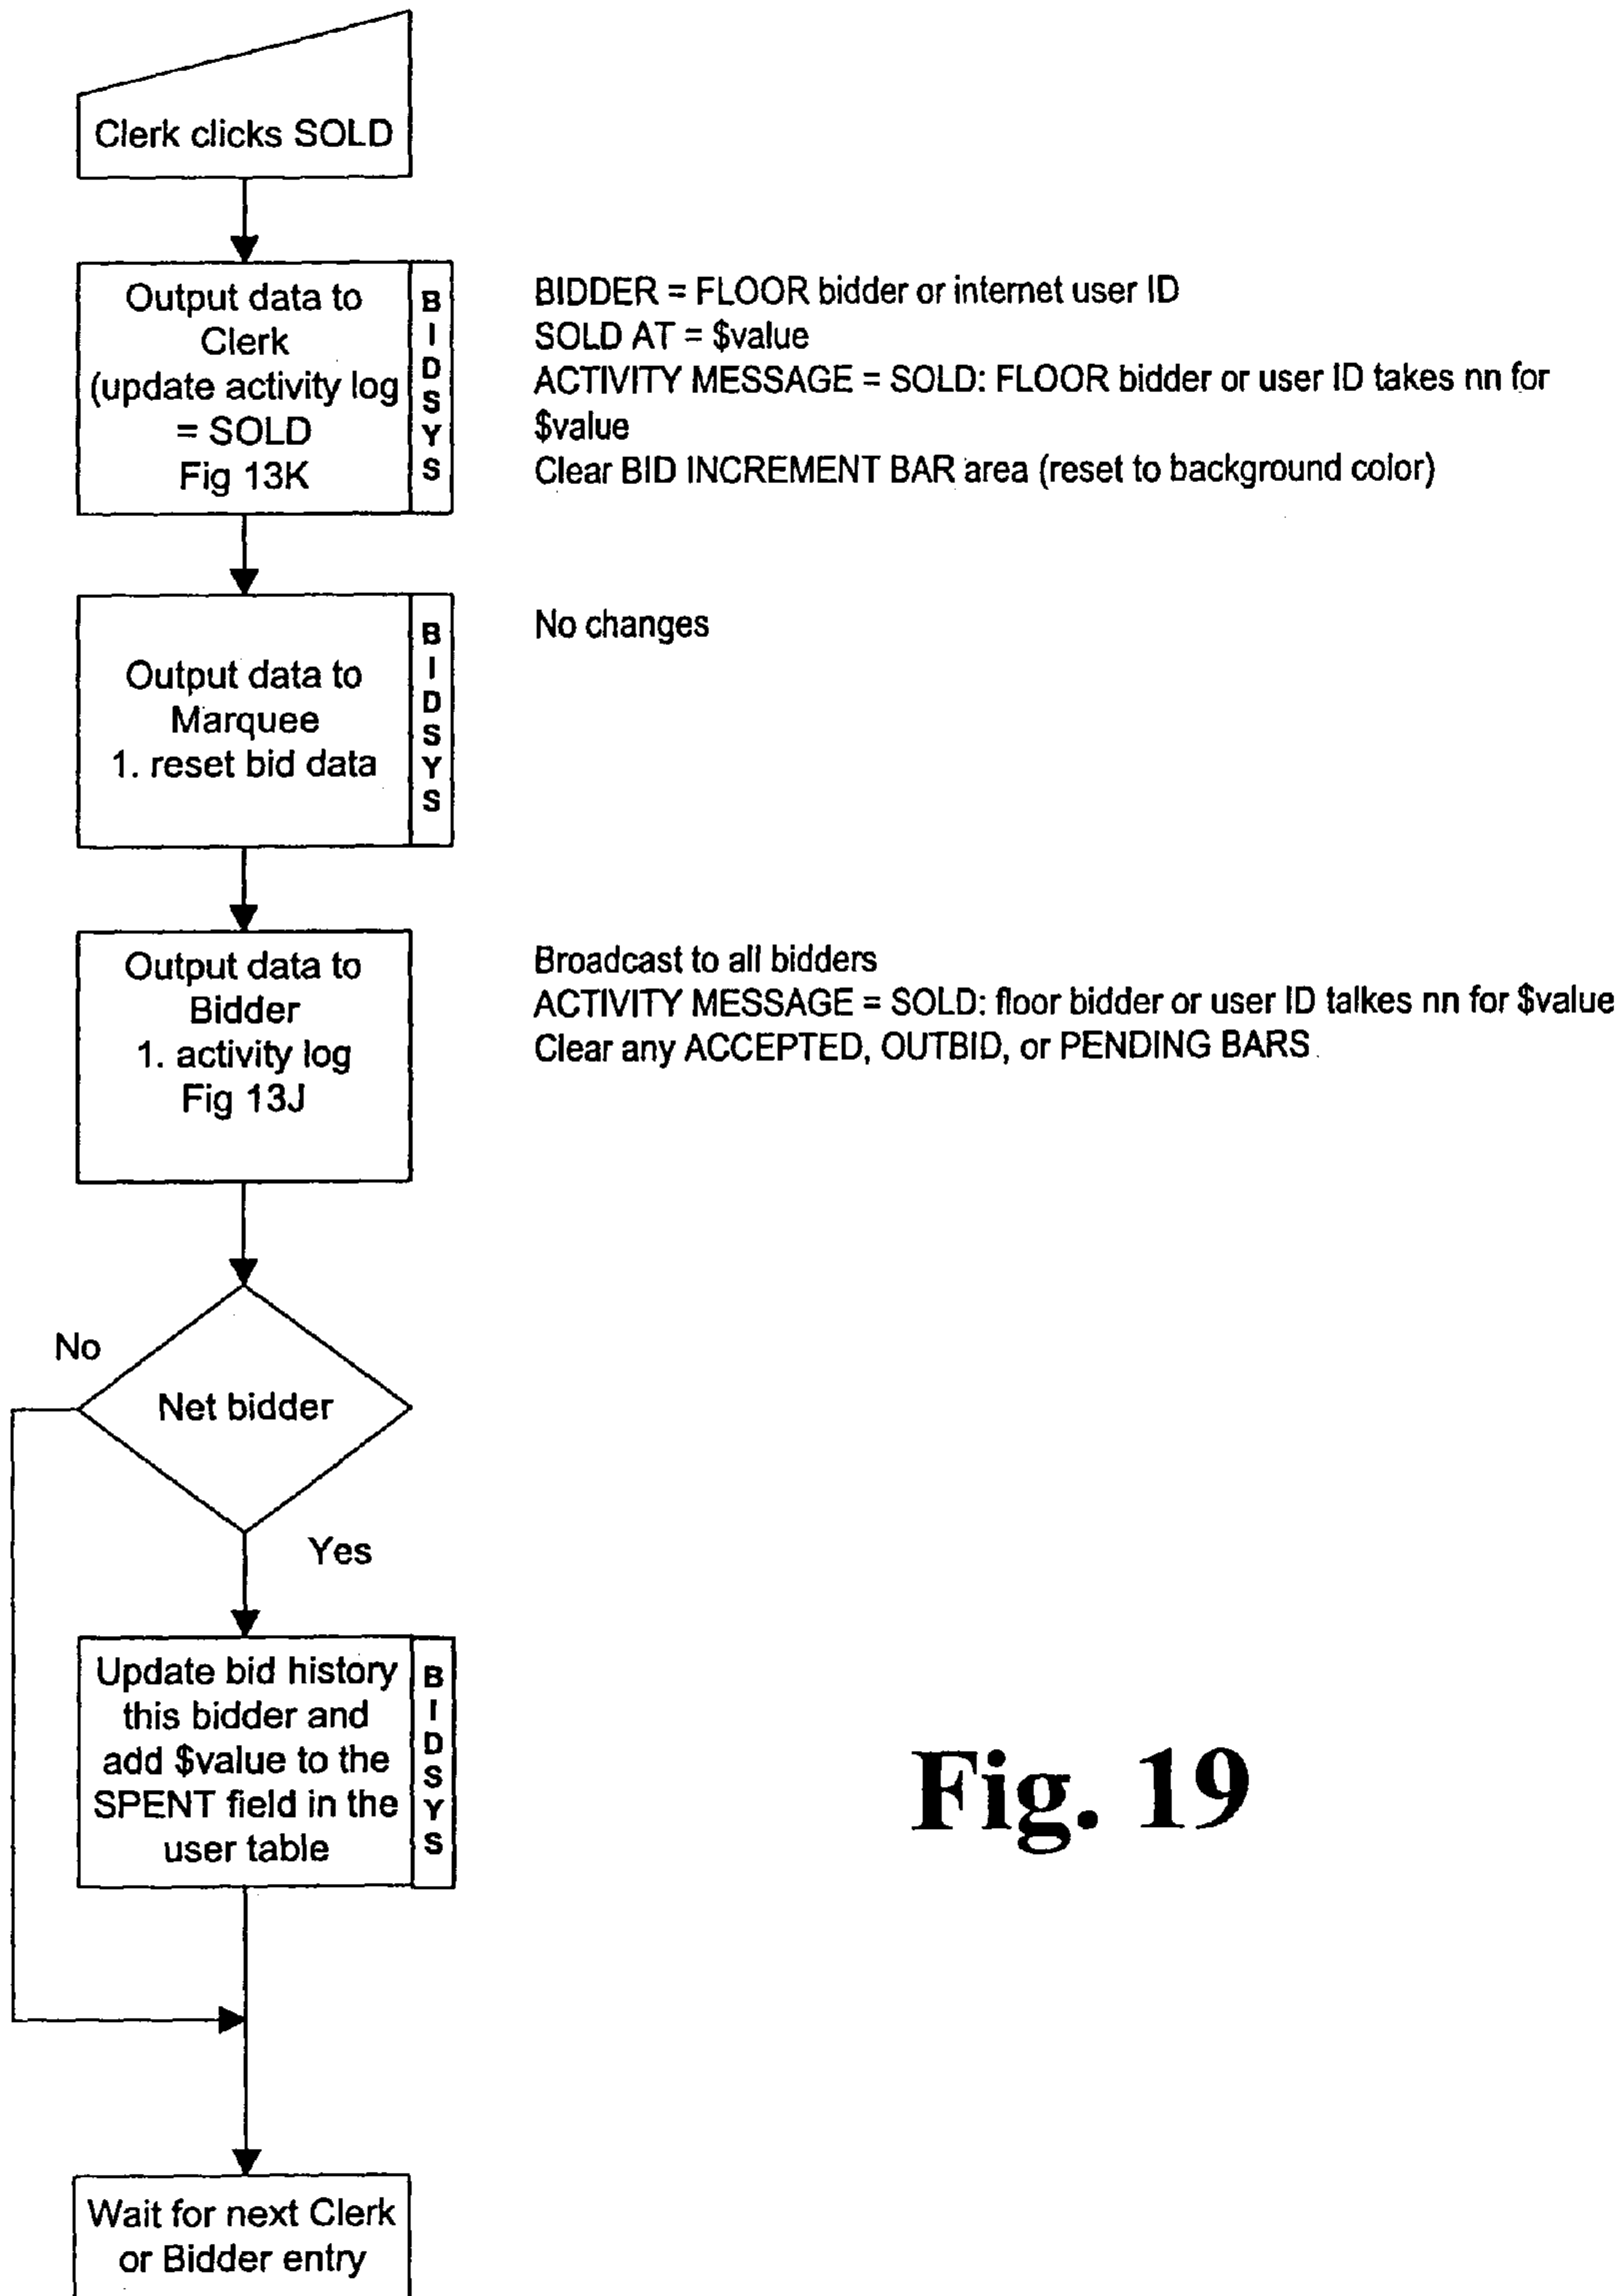 Clerk clicks SOLD
Output data to
Clerk
(update activity log
= SOLD
Fig 13K
BIDSYS
BIDDER = FLOOR bidder or internet user ID
SOLD AT = $value
ACTIVITY MESSAGE = SOLD: FLOOR bidder or user ID takes nn for
$value
Clear BID INCREMENT BAR area (reset to background color)
Output data to
Marquee
1. reset bid data
BIDSYS
No changes
Output data to
Bidder
1. activity log
Fig 13J
Broadcast to all bidders
ACTIVITY MESSAGE = SOLD: floor bidder or user ID talkes nn for $value
Clear any ACCEPTED, OUTBID, or PENDING BARS
No
Net bidder
Yes
Update bid history
this bidder and
add $value to the
SPENT field in the
user table
BIDSYS
Fig. 19
Wait for next Clerk
or Bidder entry